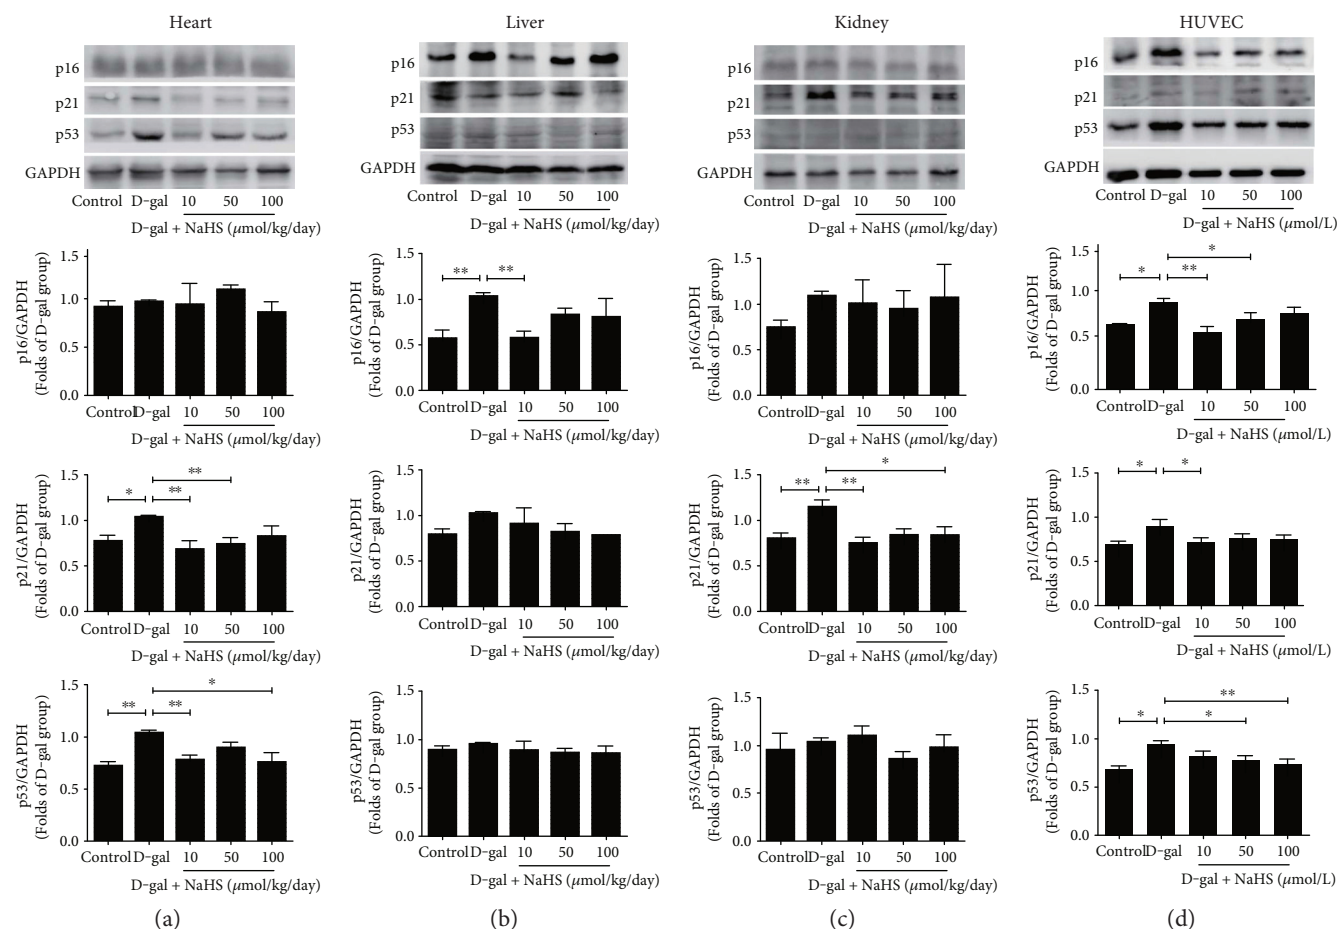 Heart
p16
p21
p53
GAPDH
Control D-gal 10 50 100
D-gal + NaHS (μmol/kg/day)
p16/GAPDH
(Folds of D-gal group)
1.5
1.0
0.5
0.0
Control D-gal 10 50 100
D-gal + NaHS (μmol/kg/day)
p21/GAPDH
(Folds of D-gal group)
1.5
1.0
0.5
0.0
* ** **
Control D-gal 10 50 100
D-gal + NaHS (μmol/kg/day)
p53/GAPDH
(Folds of D-gal group)
1.5
1.0
0.5
0.0
** ** *
Control D-gal 10 50 100
D-gal + NaHS (μmol/kg/day)
(a)
Liver
p16
p21
p53
GAPDH
Control D-gal 10 50 100
D-gal + NaHS (μmol/kg/day)
p16/GAPDH
(Folds of D-gal group)
1.5
1.0
0.5
0.0
** **
Control D-gal 10 50 100
D-gal + NaHS (μmol/kg/day)
p21/GAPDH
(Folds of D-gal group)
1.5
1.0
0.5
0.0
Control D-gal 10 50 100
D-gal + NaHS (μmol/kg/day)
p53/GAPDH
(Folds of D-gal group)
1.5
1.0
0.5
0.0
Control D-gal 10 50 100
D-gal + NaHS (μmol/kg/day)
(b)
Kidney
p16
p21
p53
GAPDH
Control D-gal 10 50 100
D-gal + NaHS (μmol/kg/day)
p16/GAPDH
(Folds of D-gal group)
1.5
1.0
0.5
0.0
Control D-gal 10 50 100
D-gal + NaHS (μmol/kg/day)
p21/GAPDH
(Folds of D-gal group)
1.5
1.0
0.5
0.0
** ** *
Control D-gal 10 50 100
D-gal + NaHS (μmol/kg/day)
p53/GAPDH
(Folds of D-gal group)
1.5
1.0
0.5
0.0
Control D-gal 10 50 100
D-gal + NaHS (μmol/kg/day)
(c)
HUVEC
p16
p21
p53
GAPDH
Control D-gal 10 50 100
D-gal + NaHS (μmol/L)
p16/GAPDH
(Folds of D-gal group)
1.5
1.0
0.5
0.0
* ** *
Control D-gal 10 50 100
D-gal + NaHS (μmol/L)
p21/GAPDH
(Folds of D-gal group)
1.5
1.0
0.5
0.0
* *
Control D-gal 10 50 100
D-gal + NaHS (μmol/L)
p53/GAPDH
(Folds of D-gal group)
1.5
1.0
0.5
0.0
* * **
Control D-gal 10 50 100
D-gal + NaHS (μmol/L)
(d)